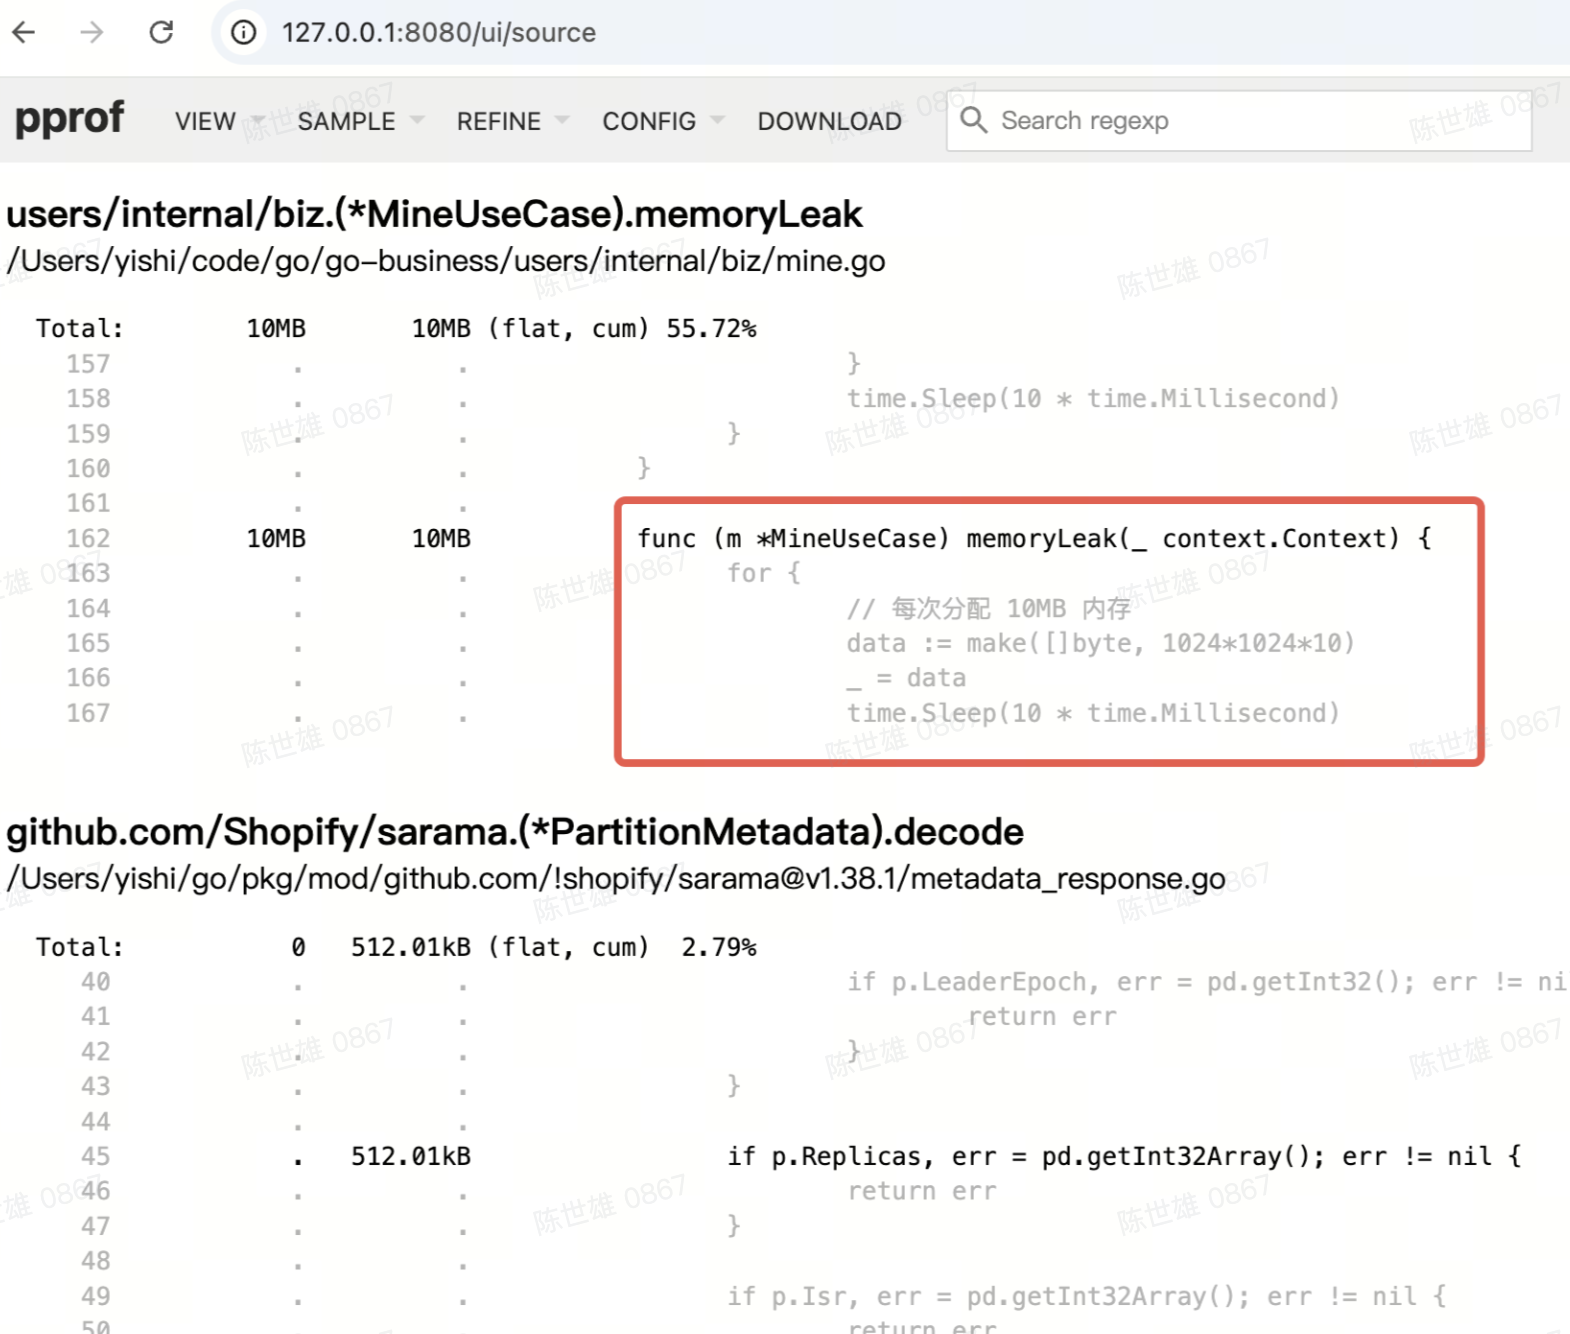 127.0.0.1:8080/ui/source
pprof VIEW SAMPLE REFINE CONFIG DOWNLOAD Search regexp
users/internal/biz.(*MineUseCase).memoryLeak
/Users/yishi/code/go/go-business/users/internal/biz/mine.go
Total: 10MB 10MB (flat, cum) 55.72%
157 . . }
158 . . time.Sleep(10 * time.Millisecond)
159 . . }
160 . . }
161 . .
162 10MB 10MB func (m *MineUseCase) memoryLeak(_ context.Context) {
163 . . for {
164 . . // 每次分配 10MB 内存
165 . . data := make([]byte, 1024*1024*10)
166 . . _ = data
167 . . time.Sleep(10 * time.Millisecond)
github.com/Shopify/sarama.(*PartitionMetadata).decode
/Users/yishi/go/pkg/mod/github.com/!shopify/sarama@v1.38.1/metadata_response.go
Total: 0 512.01kB (flat, cum) 2.79%
40 . . if p.LeaderEpoch, err = pd.getInt32(); err != ni
41 . . return err
42 . . }
43 . . }
44 . .
45 . 512.01kB if p.Replicas, err = pd.getInt32Array(); err != nil {
46 . . return err
47 . . }
48 . .
49 . . if p.Isr, err = pd.getInt32Array(); err != nil {
50 . . return err
陈世雄 0867